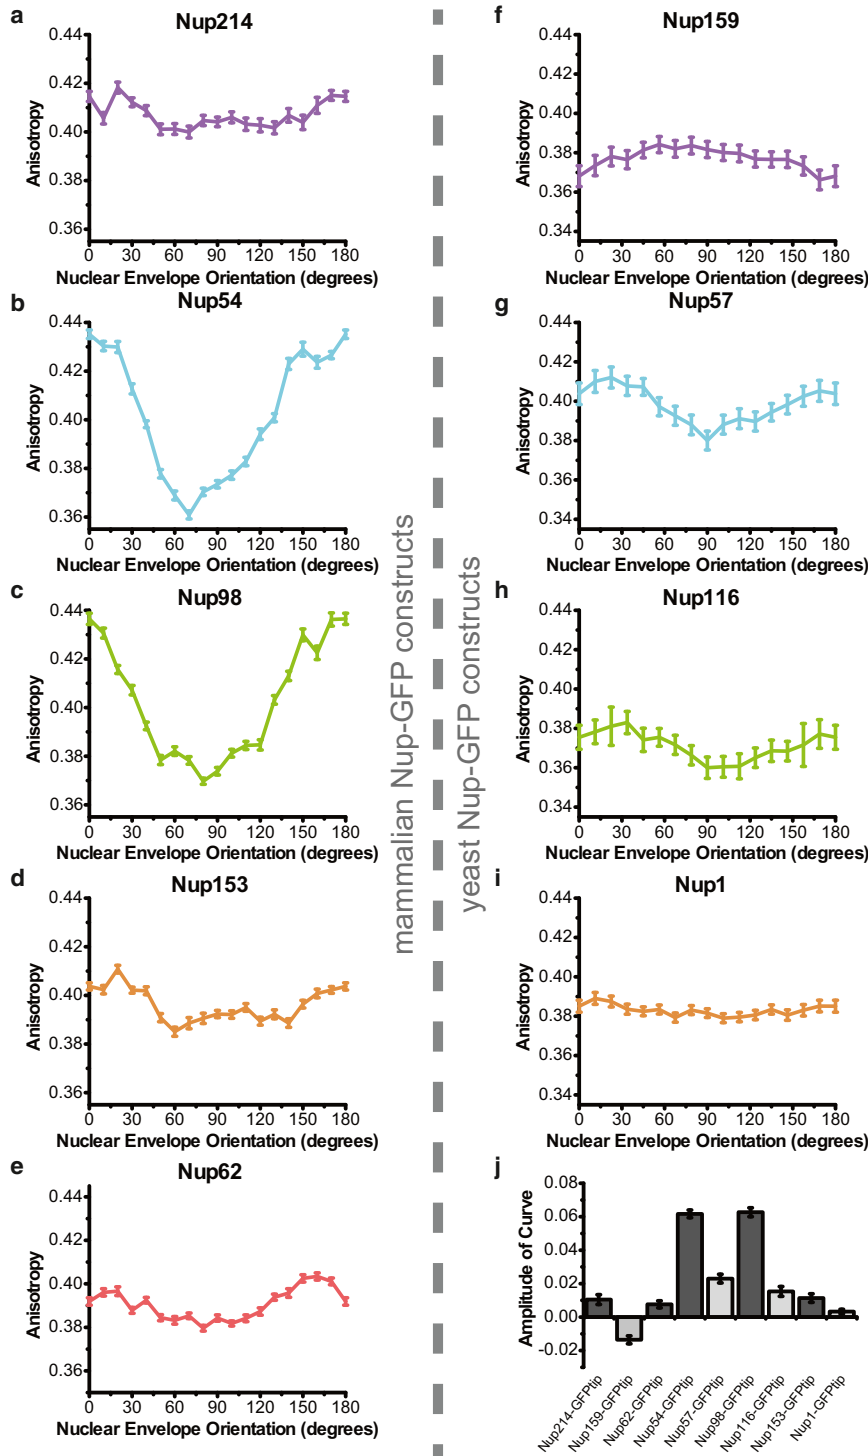 a
Nup214
0.44
0.42
0.40
0.36
Anisotropy
0 30 60 90 120 150 180
Nuclear Envelope Orientation (degrees)
b
Nup54
0.44
0.42
0.40
0.38
0.36
Anisotropy
0 30 60 90 120 150 180
Nuclear Envelope Orientation (degrees)
c
Nup98
0.44
0.42
0.40
0.38
0.36
Anisotropy
0 30 60 90 120 150 180
Nuclear Envelope Orientation (degrees)
d
Nup153
0.44
0.42
0.40
0.38
0.36
Anisotropy
0 30 60 90 120 150 180
Nuclear Envelope Orientation (degrees)
e
Nup62
0.44
0.40
0.38
0.36
Anisotropy
0 30 60 90 120 150 180
Nuclear Envelope Orientation (degrees)
mammalian Nup-GFP constructs
yeast Nup-GFP constructs
f
Nup159
0.44
0.42
0.40
0.38
0.36
0.34
Anisotropy
0 30 60 90 120 150 180
Nuclear Envelope Orientation (degrees)
g
Nup57
0.44
0.42
0.40
0.38
0.36
0.34
Anisotropy
0 30 60 90 120 150 180
Nuclear Envelope Orientation (degrees)
h
Nup116
0.44
0.42
0.40
0.38
0.36
0.34
Anisotropy
0 30 60 90 120 150 180
Nuclear Envelope Orientation (degrees)
i
Nup1
0.44
0.42
0.40
0.38
0.36
0.34
Anisotropy
0 30 60 90 120 150 180
Nuclear Envelope Orientation (degrees)
j
0.08
0.06
0.04
0.02
0.00
-0.02
Amplitude of Curve
Nup214-GFPtip
Nup159-GFPtip
Nup62-GFPtip
Nup54-GFPtip
Nup57-GFPtip
Nup98-GFPtip
Nup116-GFPtip
Nup153-GFPtip
Nup1-GFPtip